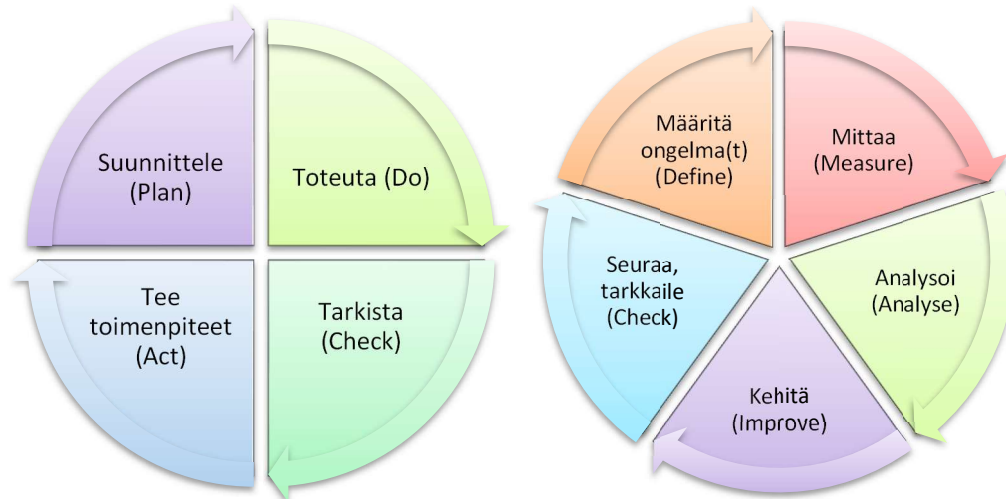 Suunnittele
(Plan)
Toteuta (Do)
Tee
toimenpiteet
(Act)
Tarkista
(Check)
Määritä
ongelma(t)
(Define)
Mittaa
(Measure)
Seuraa,
tarkkaile
(Check)
Analysoi
(Analyse)
Kehitä
(Improve)